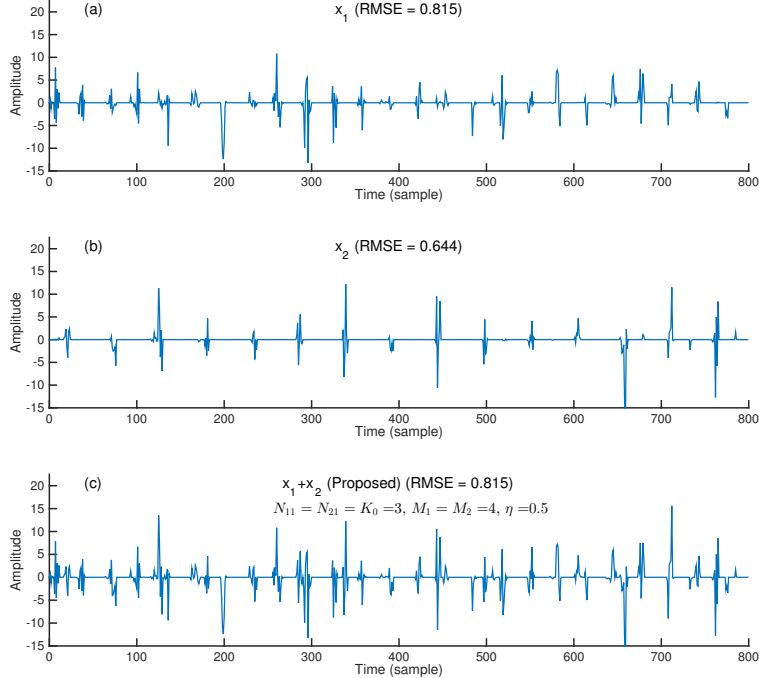 (a)
x1 (RMSE = 0.815)
Amplitude
20
15
10
5
0
-5
-10
-15
0 100 200 300 400 500 600 700 800
Time (sample)
(b)
x2 (RMSE = 0.644)
Amplitude
20
15
10
5
0
-5
-10
-15
0 100 200 300 400 500 600 700 800
Time (sample)
(c)
x1+x2 (Proposed) (RMSE = 0.815)
N11 = N21 = K0 =3, M1 = M2 =4, η =0.5
Amplitude
20
15
10
5
0
-5
-10
-15
0 100 200 300 400 500 600 700 800
Time (sample)